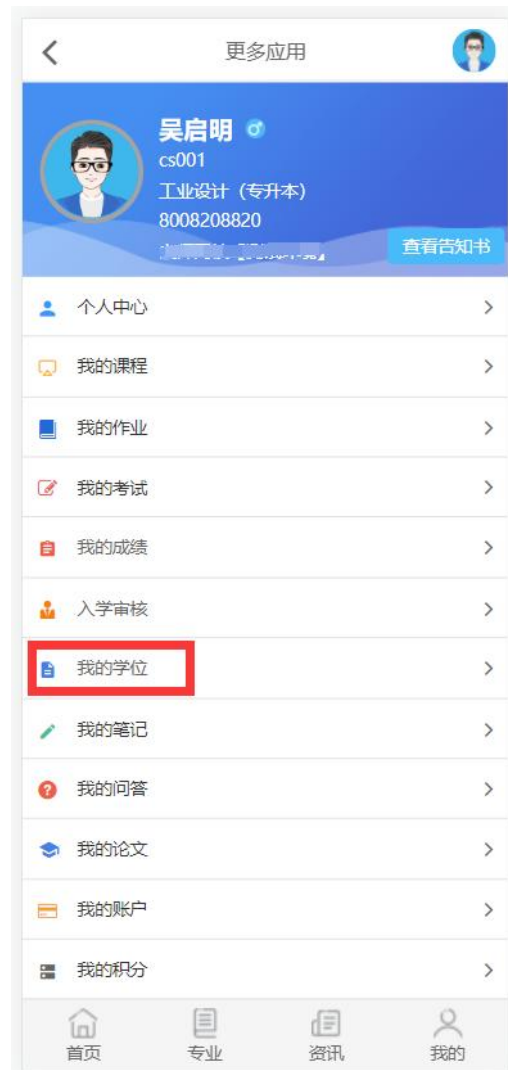 更多应用
吴启明
cs001
工业设计（专升本）
8008208820
查看告知书
个人中心
我的课程
我的作业
我的考试
我的成绩
入学审核
我的学位
我的笔记
我的问答
我的论文
我的账户
我的积分
首页 专业 资讯 我的